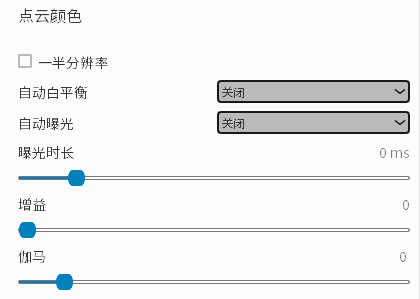 点云颜色
一半分辨率
自动白平衡 关闭
自动曝光 关闭
曝光时长 0 ms
增益 0
伽马 0